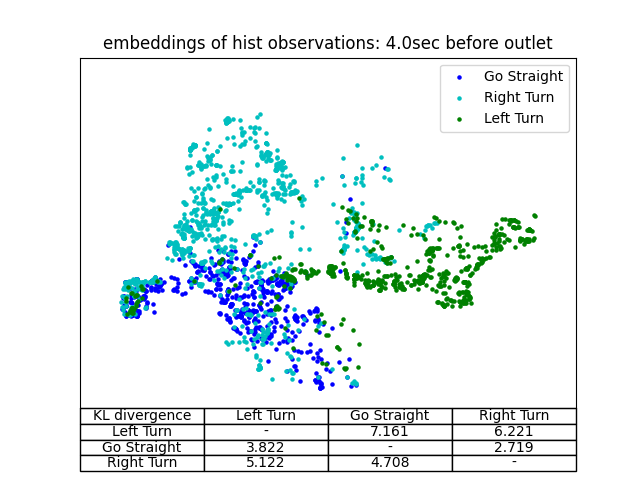 embeddings of hist observations: 4.0sec before outlet
Go Straight
Right Turn
Left Turn
KL divergence Left Turn Go Straight Right Turn
Left Turn - 7.161 6.221
Go Straight 3.822 - 2.719
Right Turn 5.122 4.708 -